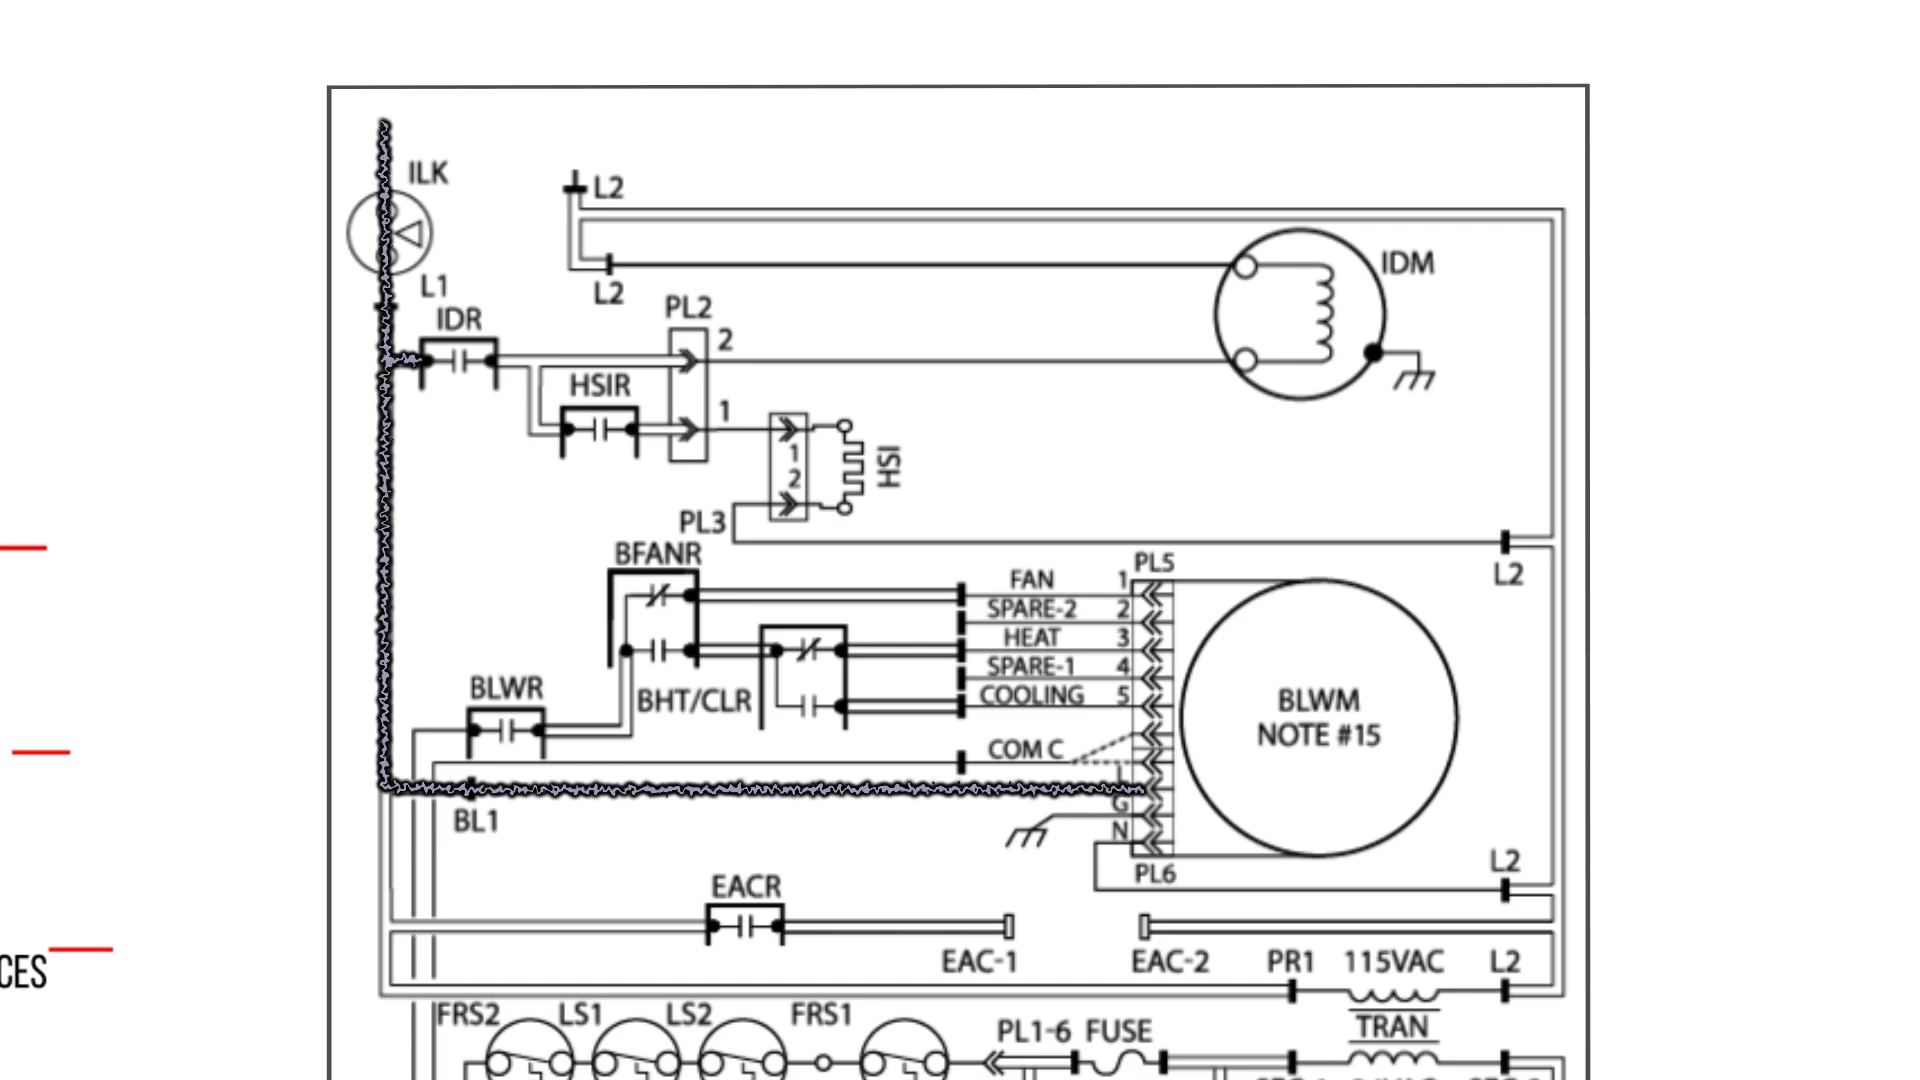 ILK
L2
L1
IDM
L2
IDR
PL2
2
HSIR
1
1
2
HSI
PL3
BFANR
PL5
L2
FAN 1
SPARE-2 2
HEAT 3
SPARE-1 4
COOLING 5
BLWR
BHT/CLR
BLWM
NOTE #15
COM C
L
G
BL1
N
PL6
L2
EACR
EAC-1
EAC-2
PR1 115VAC L2
CES
FRS2 LS1 LS2 FRS1
PL1-6 FUSE
TRAN